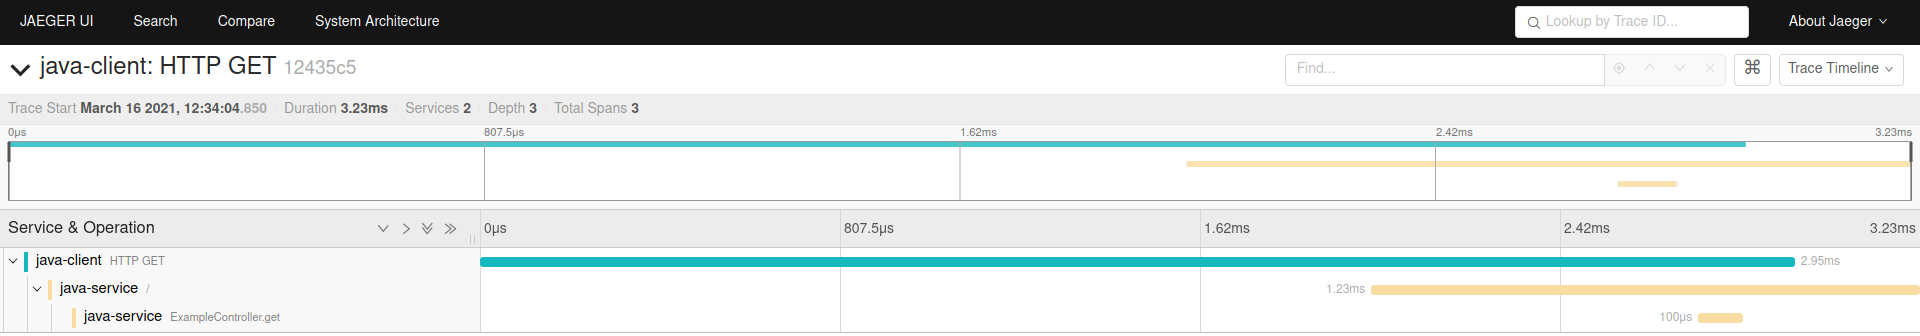 JAEGER UI Search Compare System Architecture Lookup by Trace ID... About Jaeger
java-client: HTTP GET 12435c5 Find... Trace Timeline
Trace Start March 16 2021, 12:34:04.850 Duration 3.23ms Services 2 Depth 3 Total Spans 3
0μs 807.5μs 1.62ms 2.42ms 3.23ms
Service & Operation 0μs 807.5μs 1.62ms 2.42ms 3.23ms
java-client HTTP GET 2.95ms
java-service / 1.23ms
java-service ExampleController.get 100μs